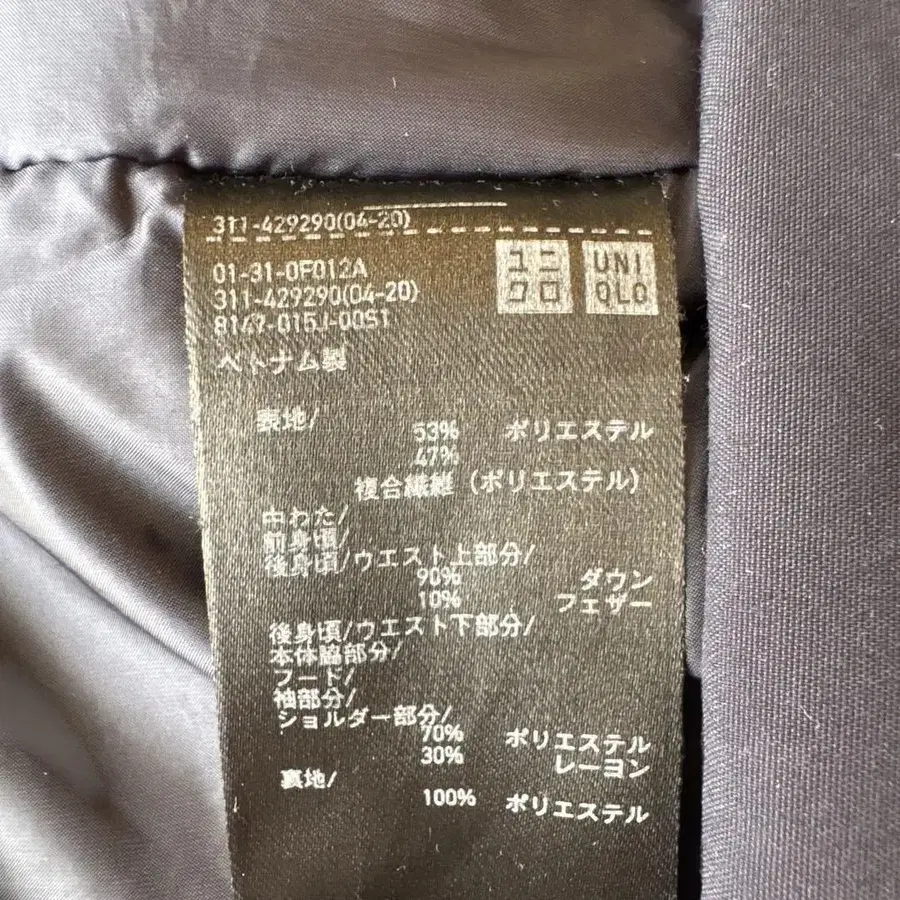 311-429290(04-20)
ユニ
クロ
UNI
QLO
01-31-0F012A
311-429290(04-20)
8147-015J-00S1
ベトナム製
表地/
53% ポリエステル
47%
複合繊維 (ポリエステル)
中わた/
前身頃/
後身頃/ウエスト上部分/
90% ダウン
10% フェザー
後身頃/ウエスト下部分/
本体脇部分/
フード/
袖部分/
ショルダー部分/
70% ポリエステル
30% レーヨン
裏地/
100% ポリエステル